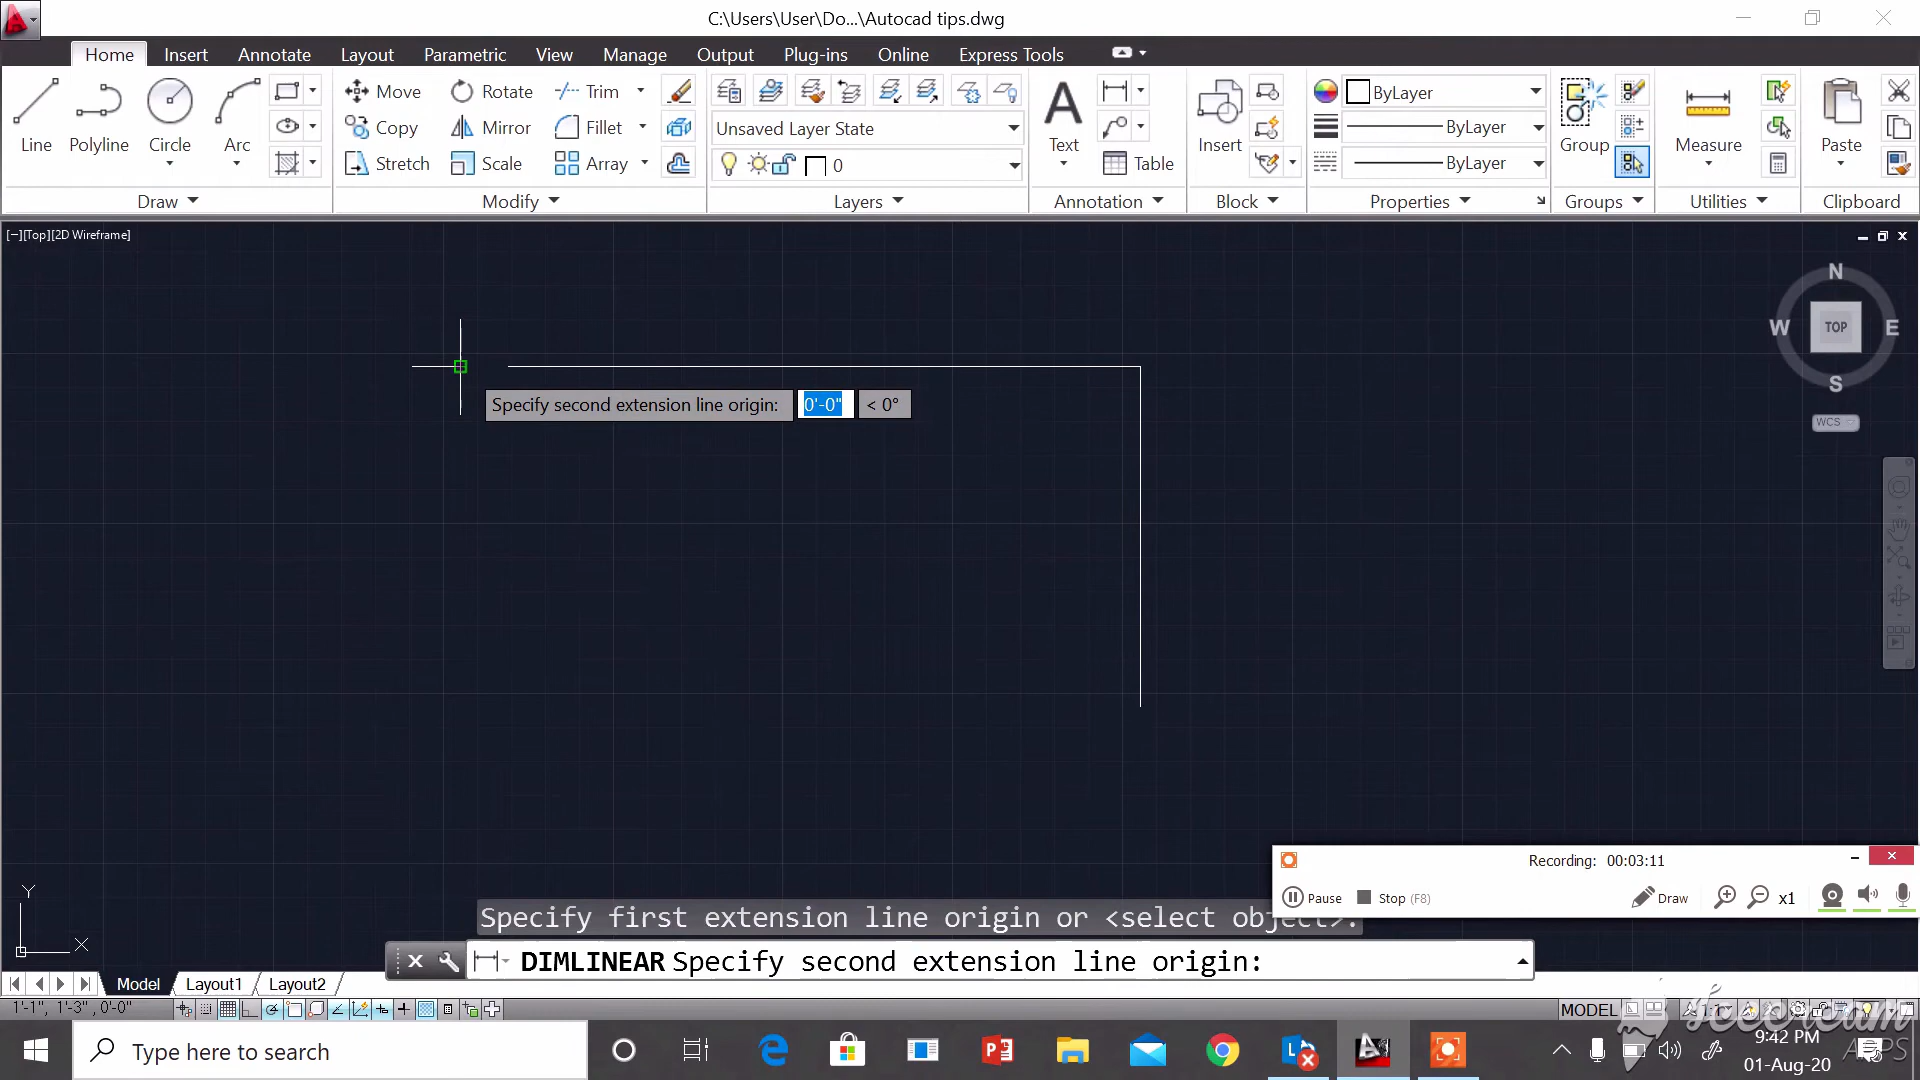 C:\Users\User\Do...\Autocad tips.dwg
Home Insert Annotate Layout Parametric View Manage Output Plug-ins Online Express Tools
Line Polyline Circle Arc
Move Rotate Trim
Copy Mirror Fillet
Stretch Scale Array
Unsaved Layer State
0
Text
Table
Insert
ByLayer
ByLayer
ByLayer
Group
Measure
Paste
Draw Modify Layers Annotation Block Properties Groups Utilities Clipboard
[−][Top][2D Wireframe]
N
W TOP E
S
WCS
Specify second extension line origin: 0'-0" < 0°
Recording: 00:03:11
Pause Stop (F8) Draw x1
Y
X
Specify first extension line origin or <select object>:
DIMLINEAR Specify second extension line origin:
Model Layout1 Layout2
1'-1", 1'-3", 0'-0"
MODEL
Type here to search
9:42 PM
01-Aug-20
APPS